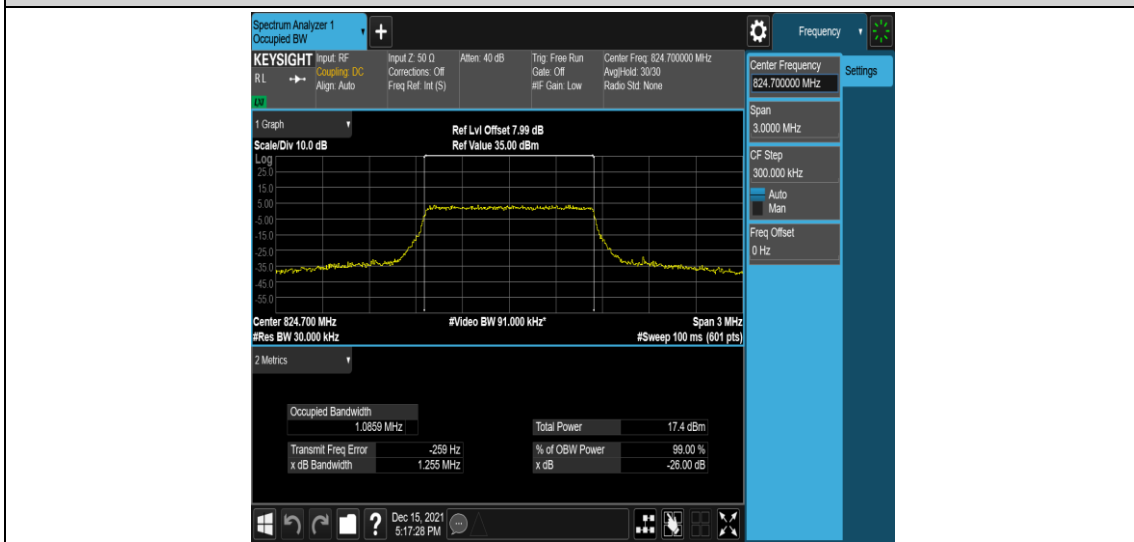 Spectrum Analyzer 1
Occupied BW
+
Frequency
KEYSIGHT
RL
Input: RF
Coupling: DC
Align: Auto
Input Z: 50 Ω
Corrections: Off
Freq Ref: Int (S)
Atten: 40 dB
Trig: Free Run
Gate: Off
#IF Gain: Low
Center Freq: 824.700000 MHz
Avg|Hold: 30/30
Radio Std: None
Center Frequency
824.700000 MHz
Settings
Span
3.0000 MHz
CF Step
300.000 kHz
Auto
Man
Freq Offset
0 Hz
1 Graph
Ref Lvl Offset 7.99 dB
Scale/Div 10.0 dB
Ref Value 35.00 dBm
Log
25.0
15.0
5.00
-5.00
-15.0
-25.0
-35.0
-45.0
-55.0
Center 824.700 MHz
#Video BW 91.000 kHz*
Span 3 MHz
#Res BW 30.000 kHz
#Sweep 100 ms (601 pts)
2 Metrics
Occupied Bandwidth
1.0859 MHz
Total Power 17.4 dBm
Transmit Freq Error -259 Hz
% of OBW Power 99.00 %
x dB Bandwidth 1.255 MHz
x dB -26.00 dB
?
Dec 15, 2021
5:17:28 PM